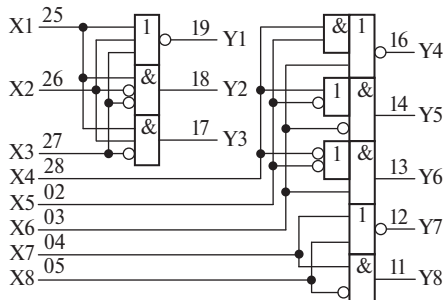 X1 25
X2 26
X3 27
X4 28
X5 02
X6 03
X7 04
X8 05
1 19 Y1
& 18 Y2
& 17 Y3
& 1 16 Y4
1 & 14 Y5
1 & 13 Y6
1 12 Y7
& 11 Y8